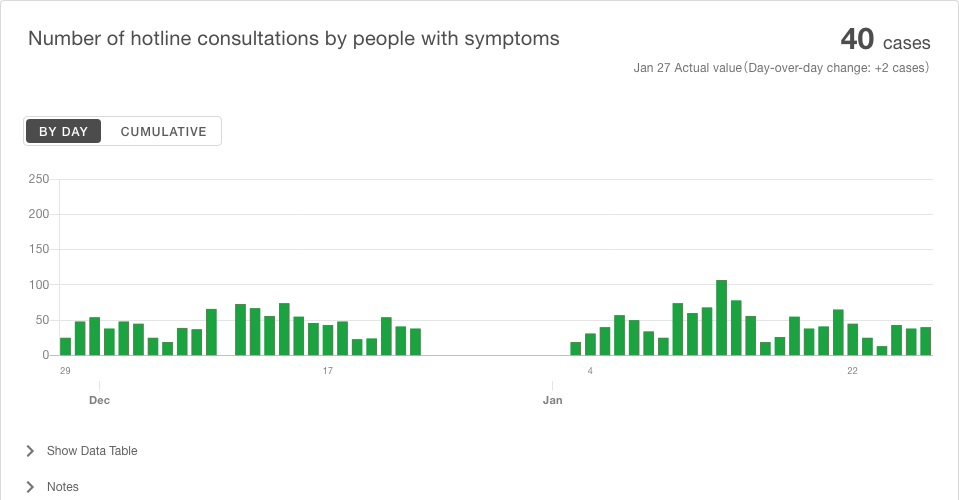 Number of hotline consultations by people with symptoms
40 cases
Jan 27 Actual value(Day-over-day change: +2 cases)
BY DAY
CUMULATIVE
250
200
150
100
50
0
29
17
4
22
Dec
Jan
Show Data Table
Notes